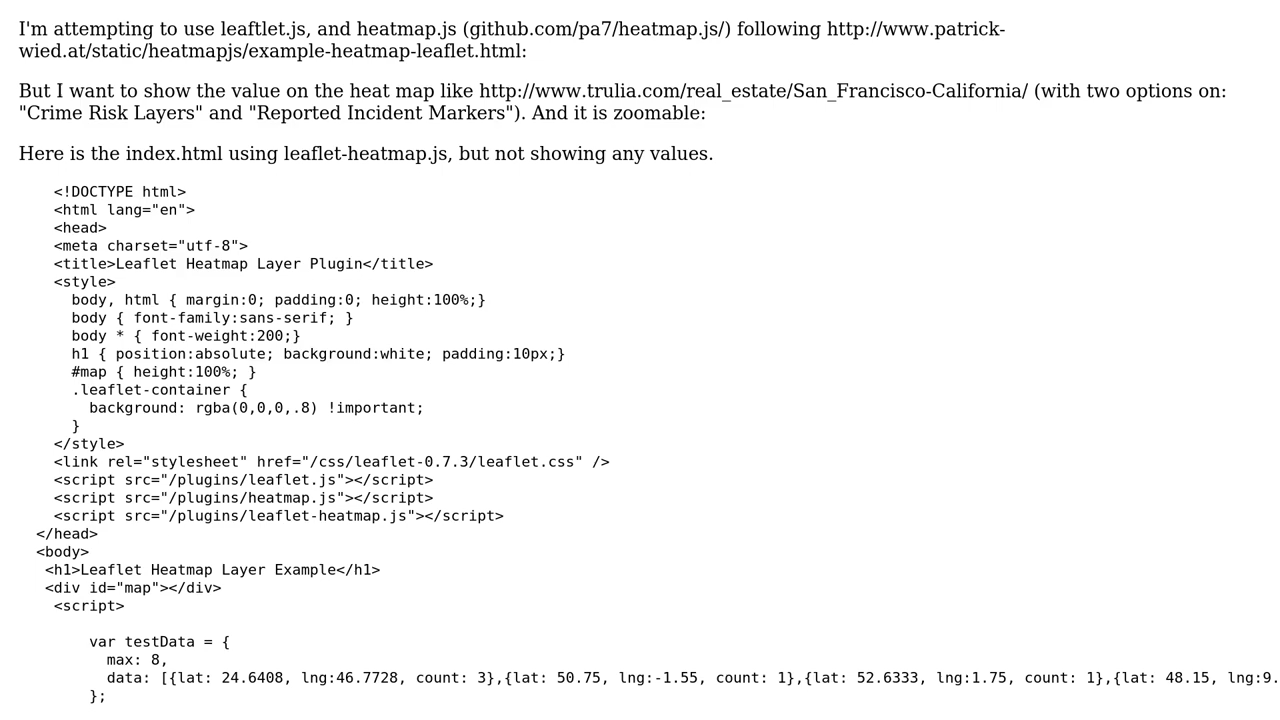 I'm attempting to use leaftlet.js, and heatmap.js (github.com/pa7/heatmap.js/) following http://www.patrick-
wied.at/static/heatmapjs/example-heatmap-leaflet.html:
But I want to show the value on the heat map like http://www.trulia.com/real_estate/San_Francisco-California/ (with two options on:
"Crime Risk Layers" and "Reported Incident Markers"). And it is zoomable:
Here is the index.html using leaflet-heatmap.js, but not showing any values.
<!DOCTYPE html>
<html lang="en">
<head>
<meta charset="utf-8">
<title>Leaflet Heatmap Layer Plugin</title>
<style>
body, html { margin:0; padding:0; height:100%;}
body { font-family:sans-serif; }
body * { font-weight:200;}
h1 { position:absolute; background:white; padding:10px;}
#map { height:100%; }
.leaflet-container {
background: rgba(0,0,0,.8) !important;
}
</style>
<link rel="stylesheet" href="/css/leaflet-0.7.3/leaflet.css" />
<script src="/plugins/leaflet.js"></script>
<script src="/plugins/heatmap.js"></script>
<script src="/plugins/leaflet-heatmap.js"></script>
</head>
<body>
<h1>Leaflet Heatmap Layer Example</h1>
<div id="map"></div>
<script>
var testData = {
max: 8,
data: [{lat: 24.6408, lng:46.7728, count: 3},{lat: 50.75, lng:-1.55, count: 1},{lat: 52.6333, lng:1.75, count: 1},{lat: 48.15, lng:9.
};